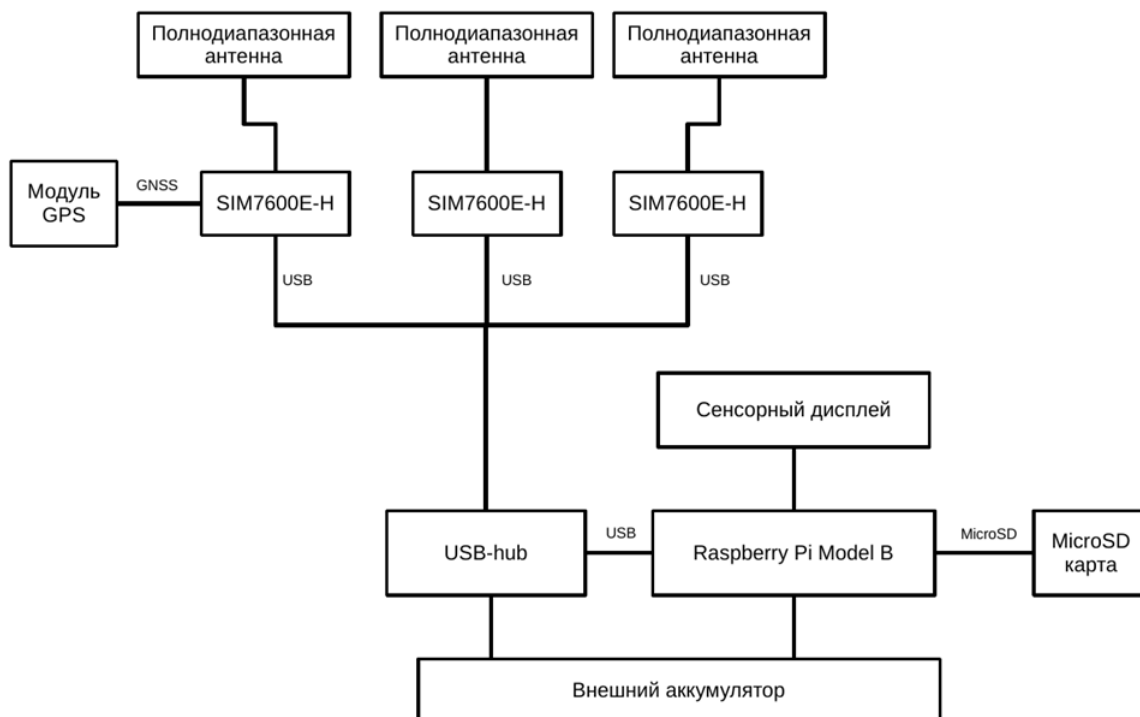 Полнодиапазонная
антенна
Полнодиапазонная
антенна
Полнодиапазонная
антенна
Модуль
GPS
GNSS
SIM7600E-H
SIM7600E-H
SIM7600E-H
USB
USB
USB
Сенсорный дисплей
USB-hub
USB
Raspberry Pi Model B
MicroSD
MicroSD
карта
Внешний аккумулятор